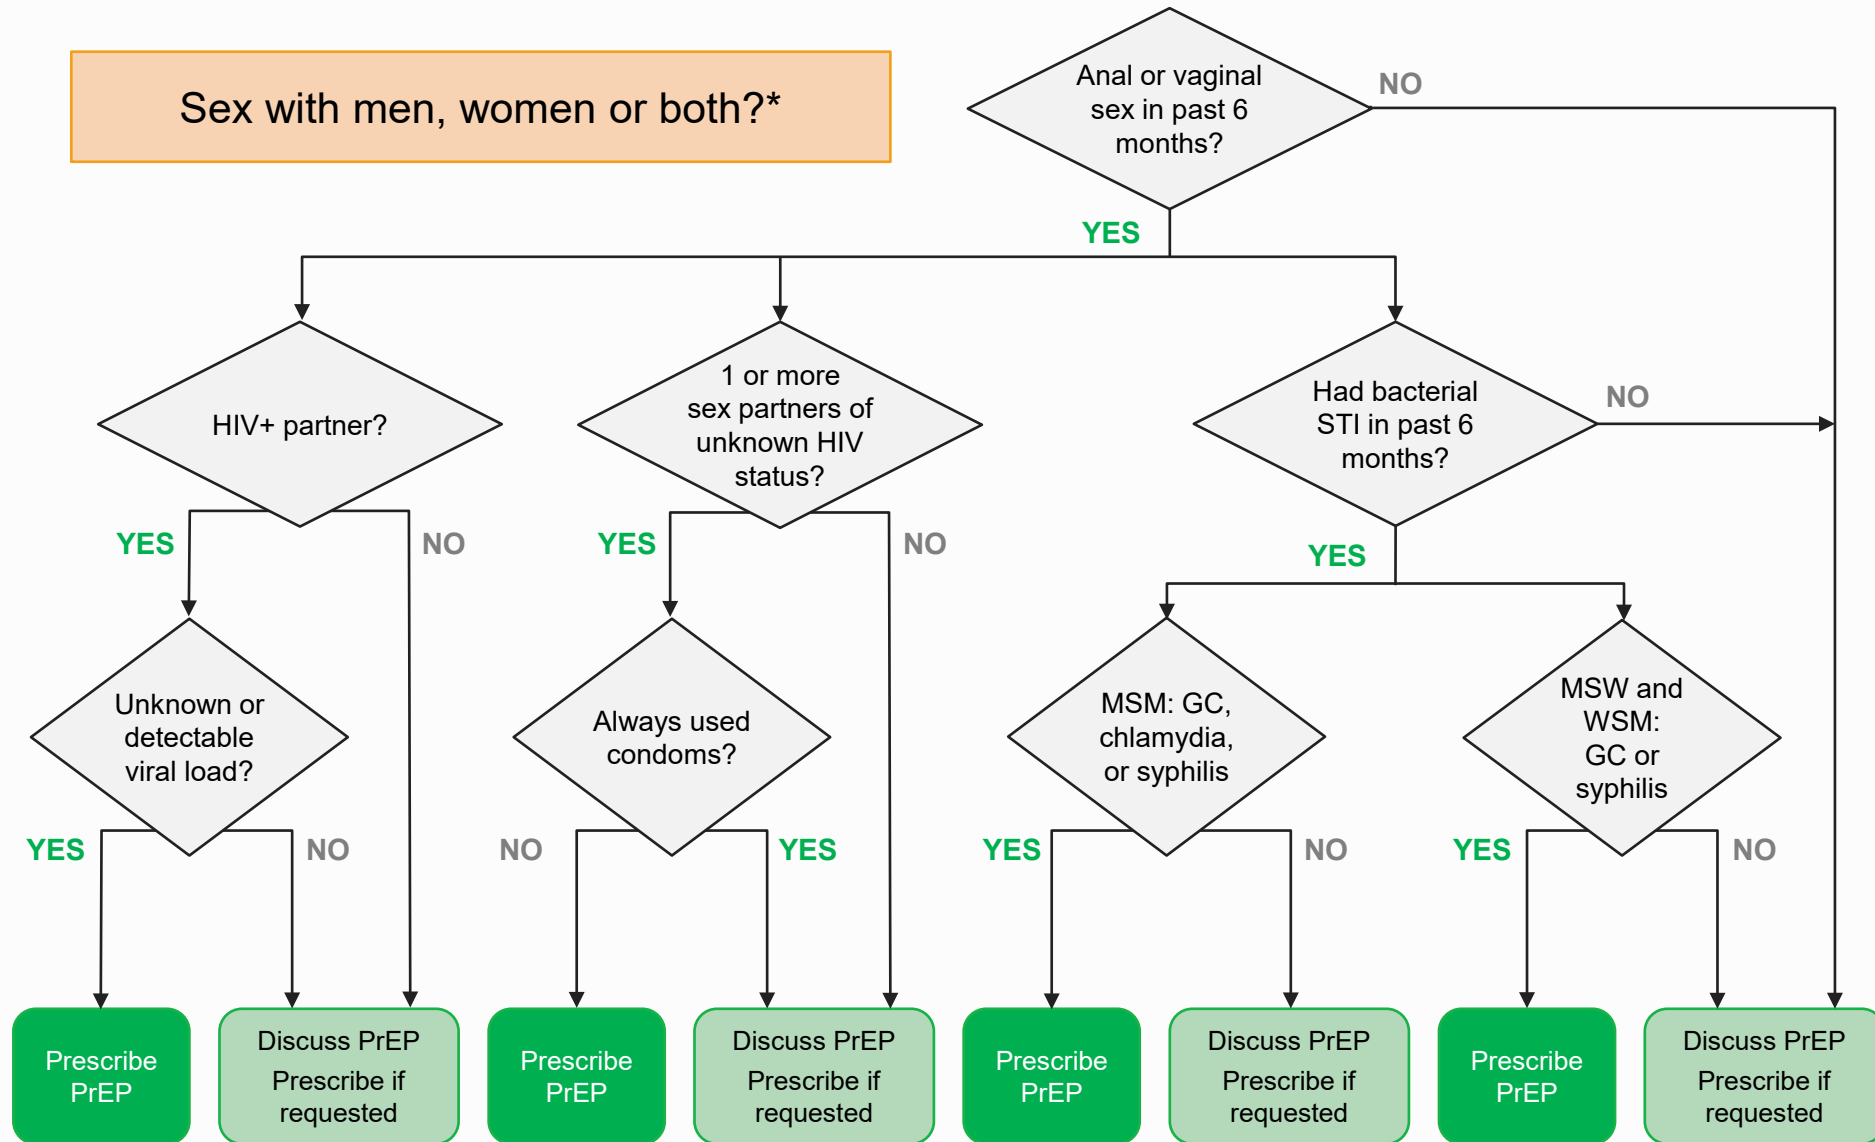 Sex with men, women or both?*
Anal or vaginal
sex in past 6
months?
NO
YES
HIV+ partner?
1 or more
sex partners of
unknown HIV
status?
Had bacterial
STI in past 6
months?
NO
YES
NO
YES
NO
YES
Unknown or
detectable
viral load?
Always used
condoms?
MSM: GC,
chlamydia,
or syphilis
MSW and
WSM:
GC or
syphilis
YES
NO
NO
YES
YES
NO
YES
NO
Prescribe
PrEP
Discuss PrEP
Prescribe if
requested
Prescribe
PrEP
Discuss PrEP
Prescribe if
requested
Prescribe
PrEP
Discuss PrEP
Prescribe if
requested
Prescribe
PrEP
Discuss PrEP
Prescribe if
requested